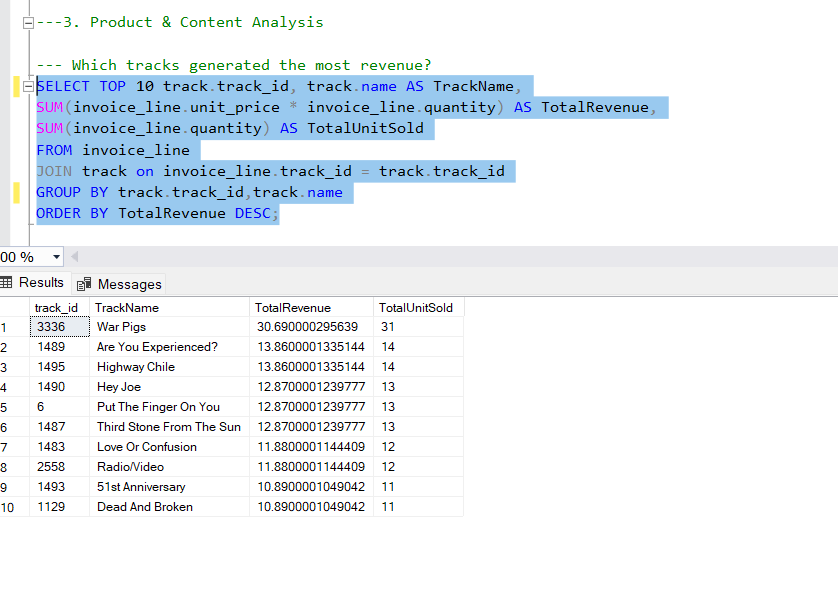 ---3. Product & Content Analysis
--- Which tracks generated the most revenue?
SELECT TOP 10 track.track_id, track.name AS TrackName,
SUM(invoice_line.unit_price * invoice_line.quantity) AS TotalRevenue,
SUM(invoice_line.quantity) AS TotalUnitSold
FROM invoice_line
JOIN track on invoice_line.track_id = track.track_id
GROUP BY track.track_id,track.name
ORDER BY TotalRevenue DESC;
00 %
Results Messages
track_id TrackName TotalRevenue TotalUnitSold
1 3336 War Pigs 30.690000295639 31
2 1489 Are You Experienced? 13.8600001335144 14
3 1495 Highway Chile 13.8600001335144 14
4 1490 Hey Joe 12.8700001239777 13
5 6 Put The Finger On You 12.8700001239777 13
6 1487 Third Stone From The Sun 12.8700001239777 13
7 1483 Love Or Confusion 11.8800001144409 12
8 2558 Radio/Video 11.8800001144409 12
9 1493 51st Anniversary 10.8900001049042 11
10 1129 Dead And Broken 10.8900001049042 11